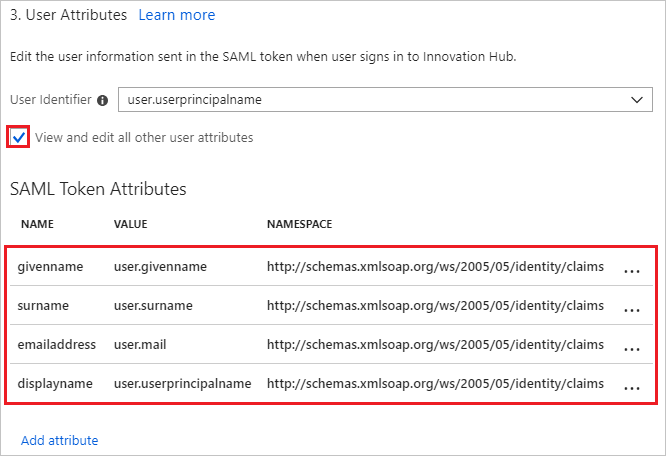 3. User Attributes Learn more
Edit the user information sent in the SAML token when user signs in to Innovation Hub.
User Identifier user.userprincipalname
View and edit all other user attributes
SAML Token Attributes
NAME VALUE NAMESPACE
givenname user.givenname http://schemas.xmlsoap.org/ws/2005/05/identity/claims ...
surname user.surname http://schemas.xmlsoap.org/ws/2005/05/identity/claims ...
emailaddress user.mail http://schemas.xmlsoap.org/ws/2005/05/identity/claims ...
displayname user.userprincipalname http://schemas.xmlsoap.org/ws/2005/05/identity/claims ...
Add attribute